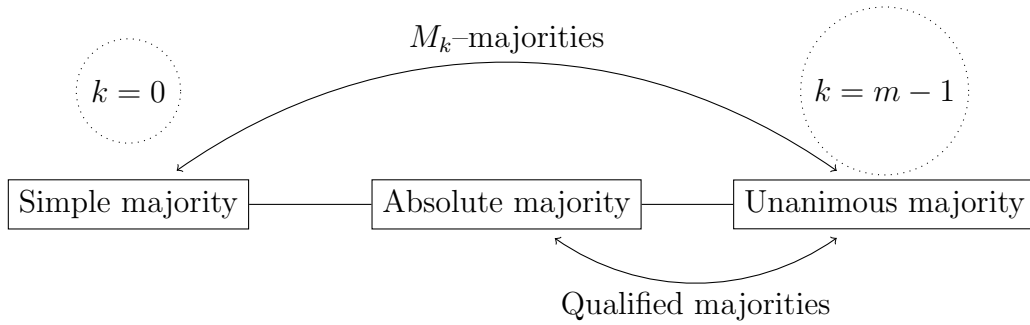 $M_k$–majorities
$k = 0$
$k = m - 1$
Simple majority
Absolute majority
Unanimous majority
Qualified majorities